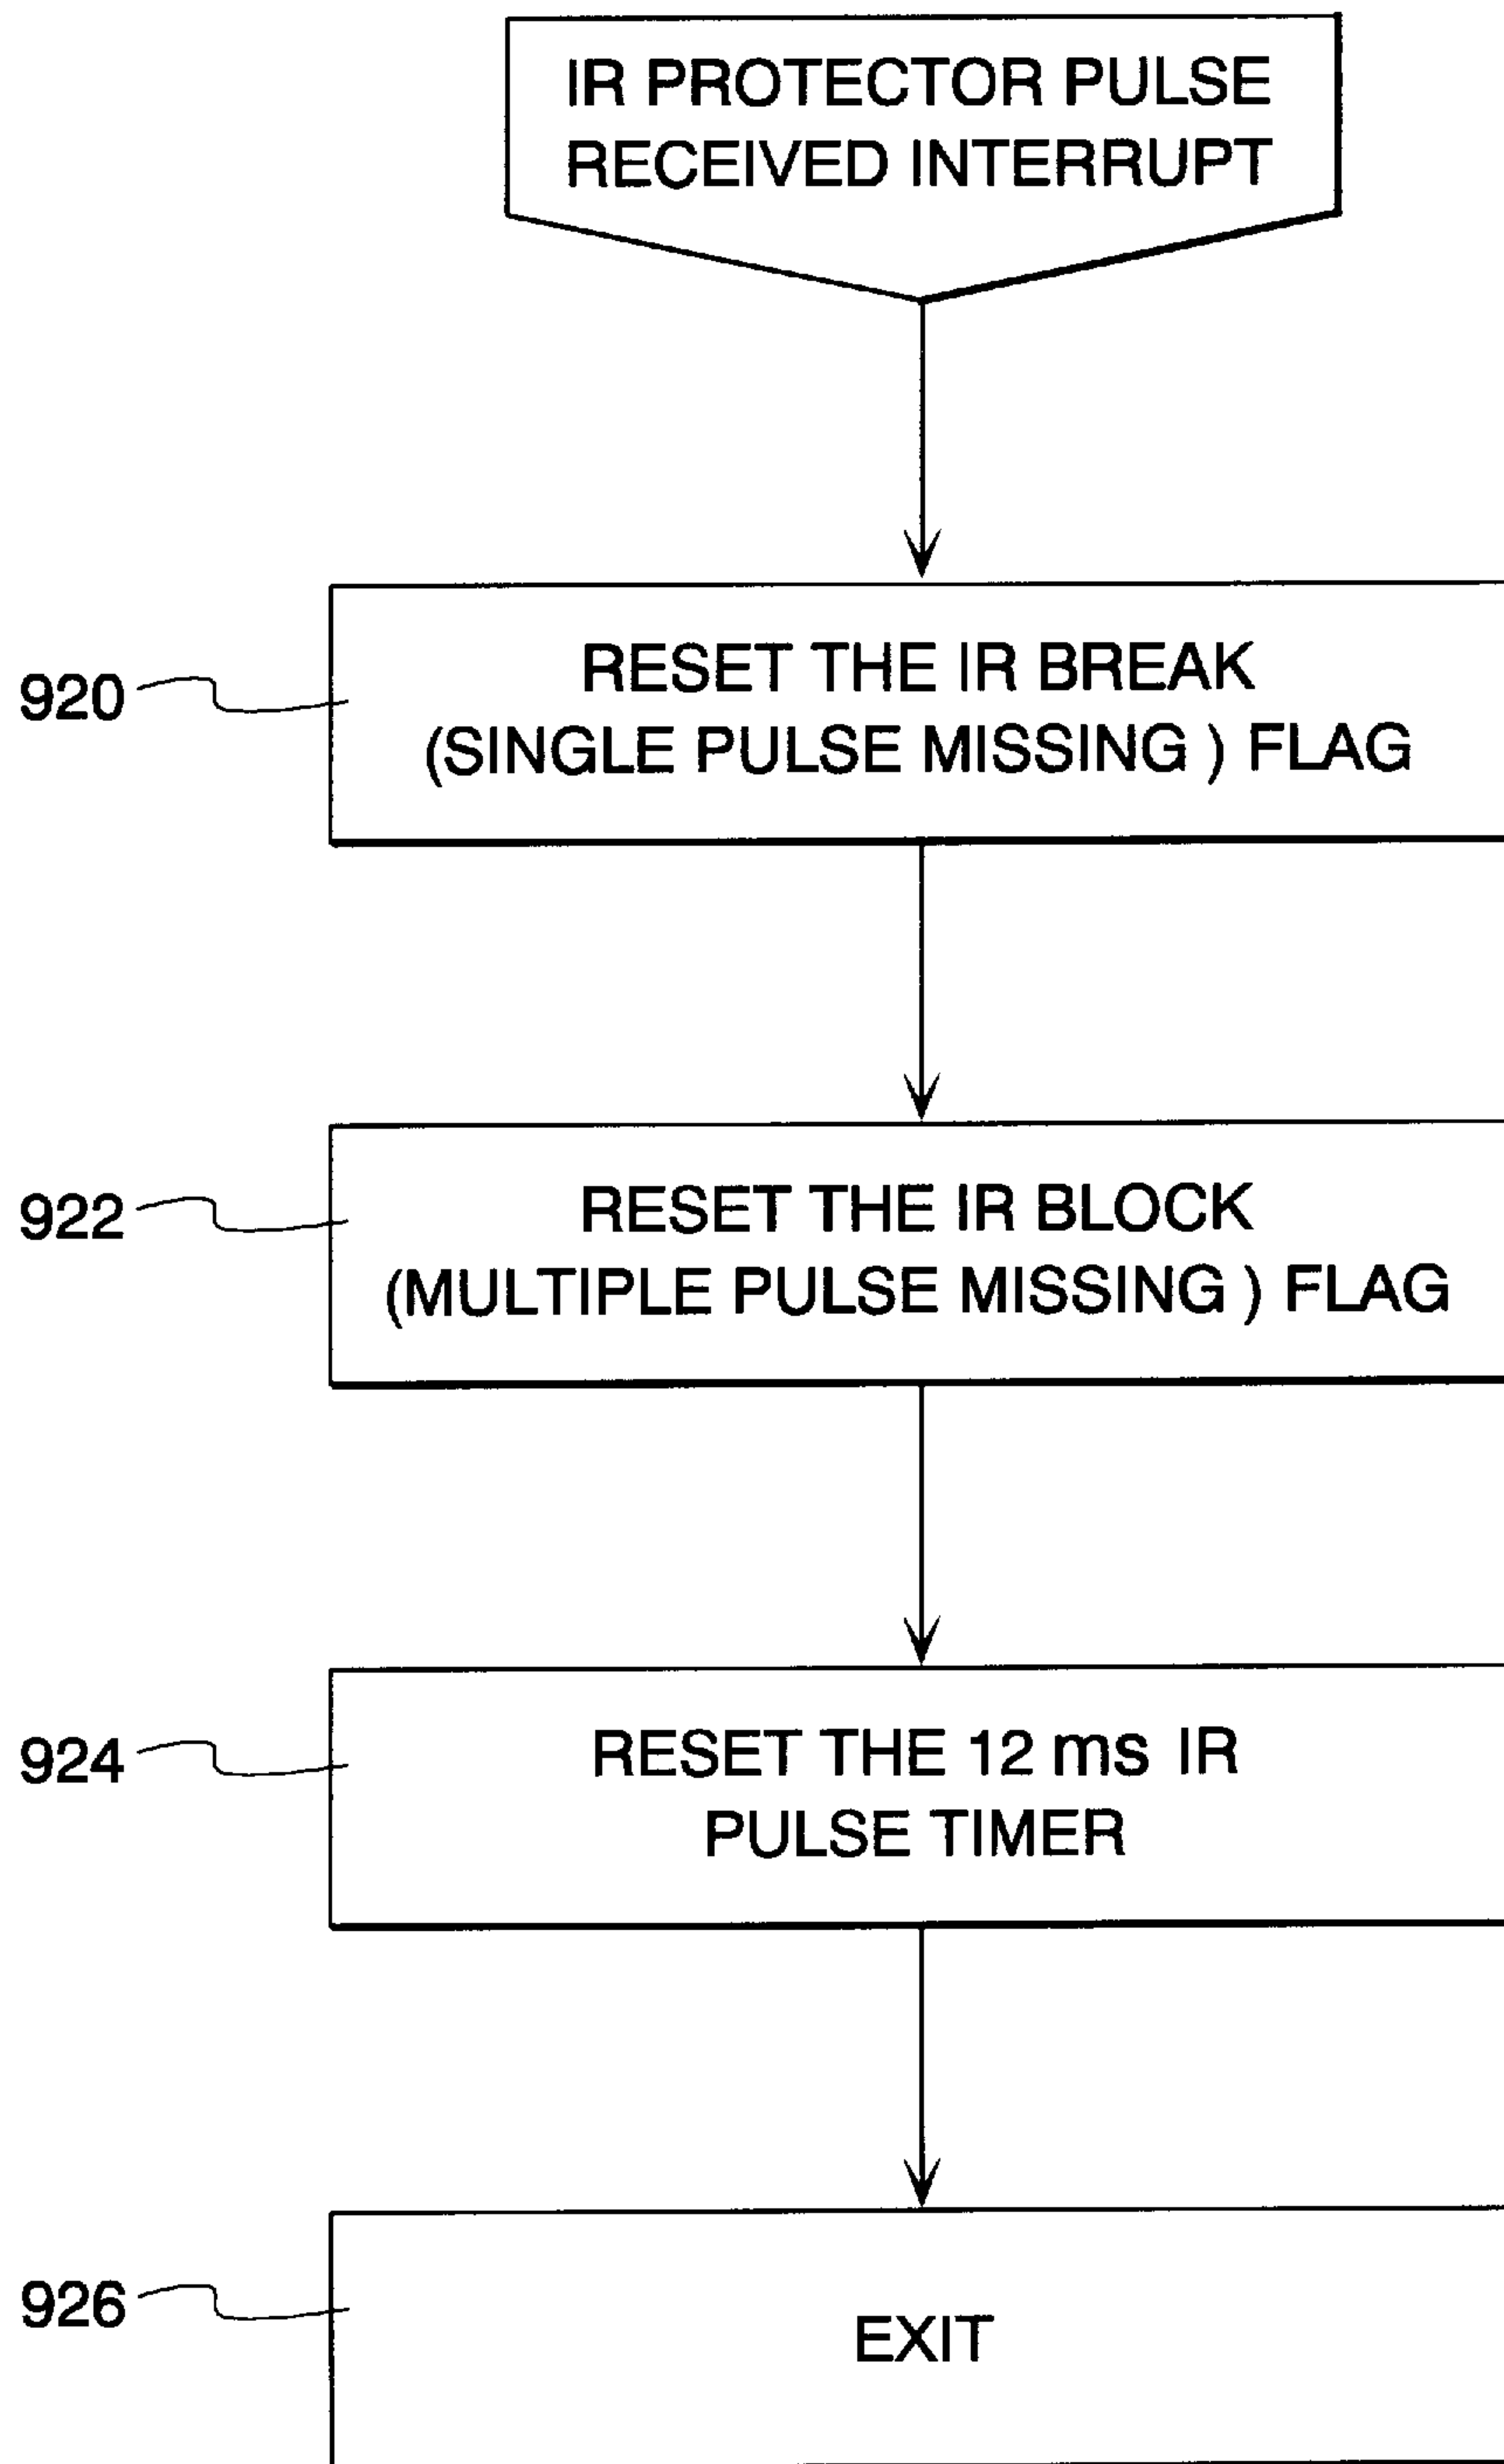 IR PROTECTOR PULSE
RECEIVED INTERRUPT
RESET THE IR BREAK
(SINGLE PULSE MISSING ) FLAG
920
RESET THE IR BLOCK
(MULTIPLE PULSE MISSING ) FLAG
922
RESET THE 12 ms IR
PULSE TIMER
924
EXIT
926